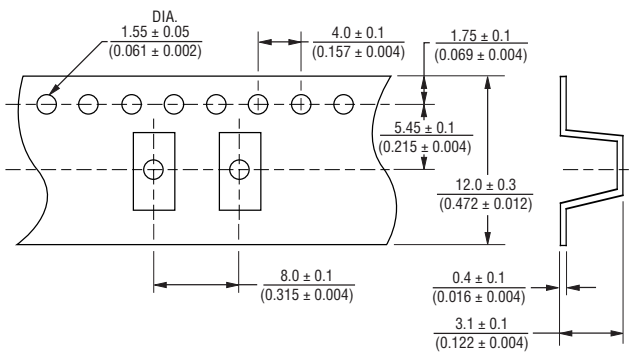 DIA.
1.55 ± 0.05
(0.061 ± 0.002)
4.0 ± 0.1
(0.157 ± 0.004)
1.75 ± 0.1
(0.069 ± 0.004)
5.45 ± 0.1
(0.215 ± 0.004)
12.0 ± 0.3
(0.472 ± 0.012)
8.0 ± 0.1
(0.315 ± 0.004)
0.4 ± 0.1
(0.016 ± 0.004)
3.1 ± 0.1
(0.122 ± 0.004)